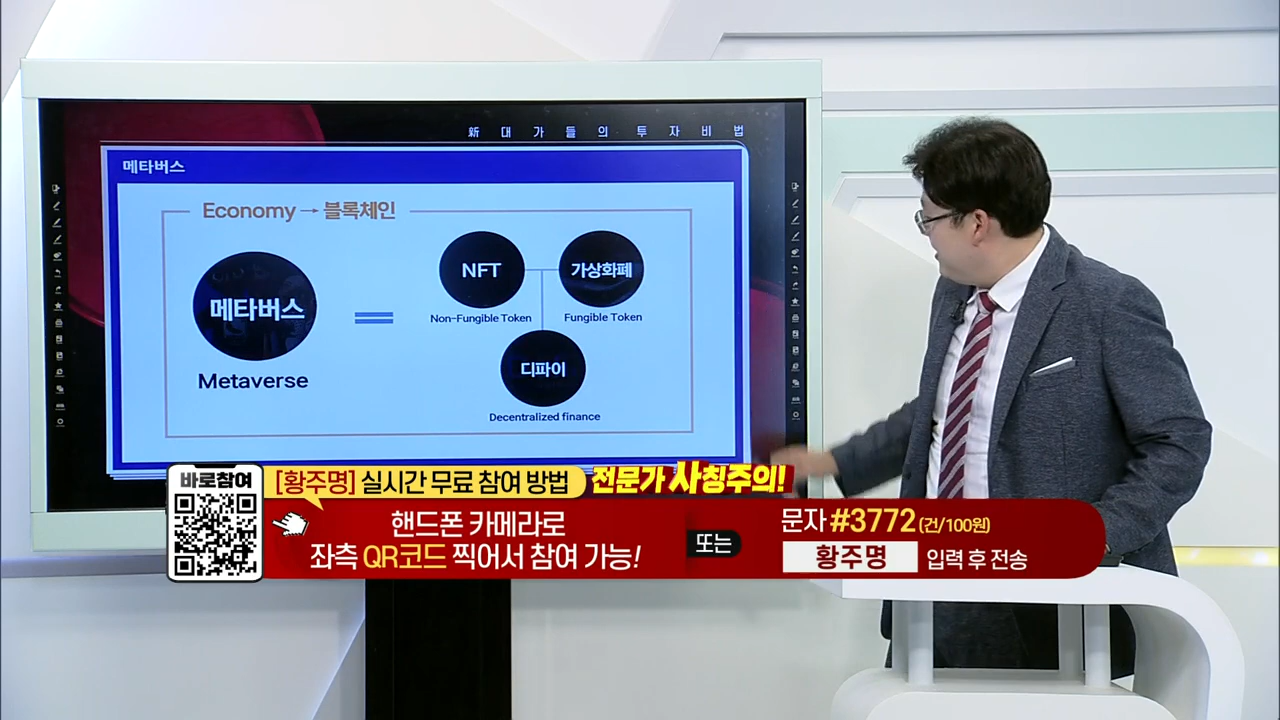 新 대 가 들 의 투 자 비 법
메타버스
Economy → 블록체인
메타버스
Metaverse
NFT
Non-Fungible Token
가상화폐
Fungible Token
디파이
Decentralized finance
바로참여
[황주명] 실시간 무료 참여 방법
전문가 사칭주의!
핸드폰 카메라로
좌측 QR코드 찍어서 참여 가능!
또는
문자 #3772 (건/100원)
황주명 입력 후 전송